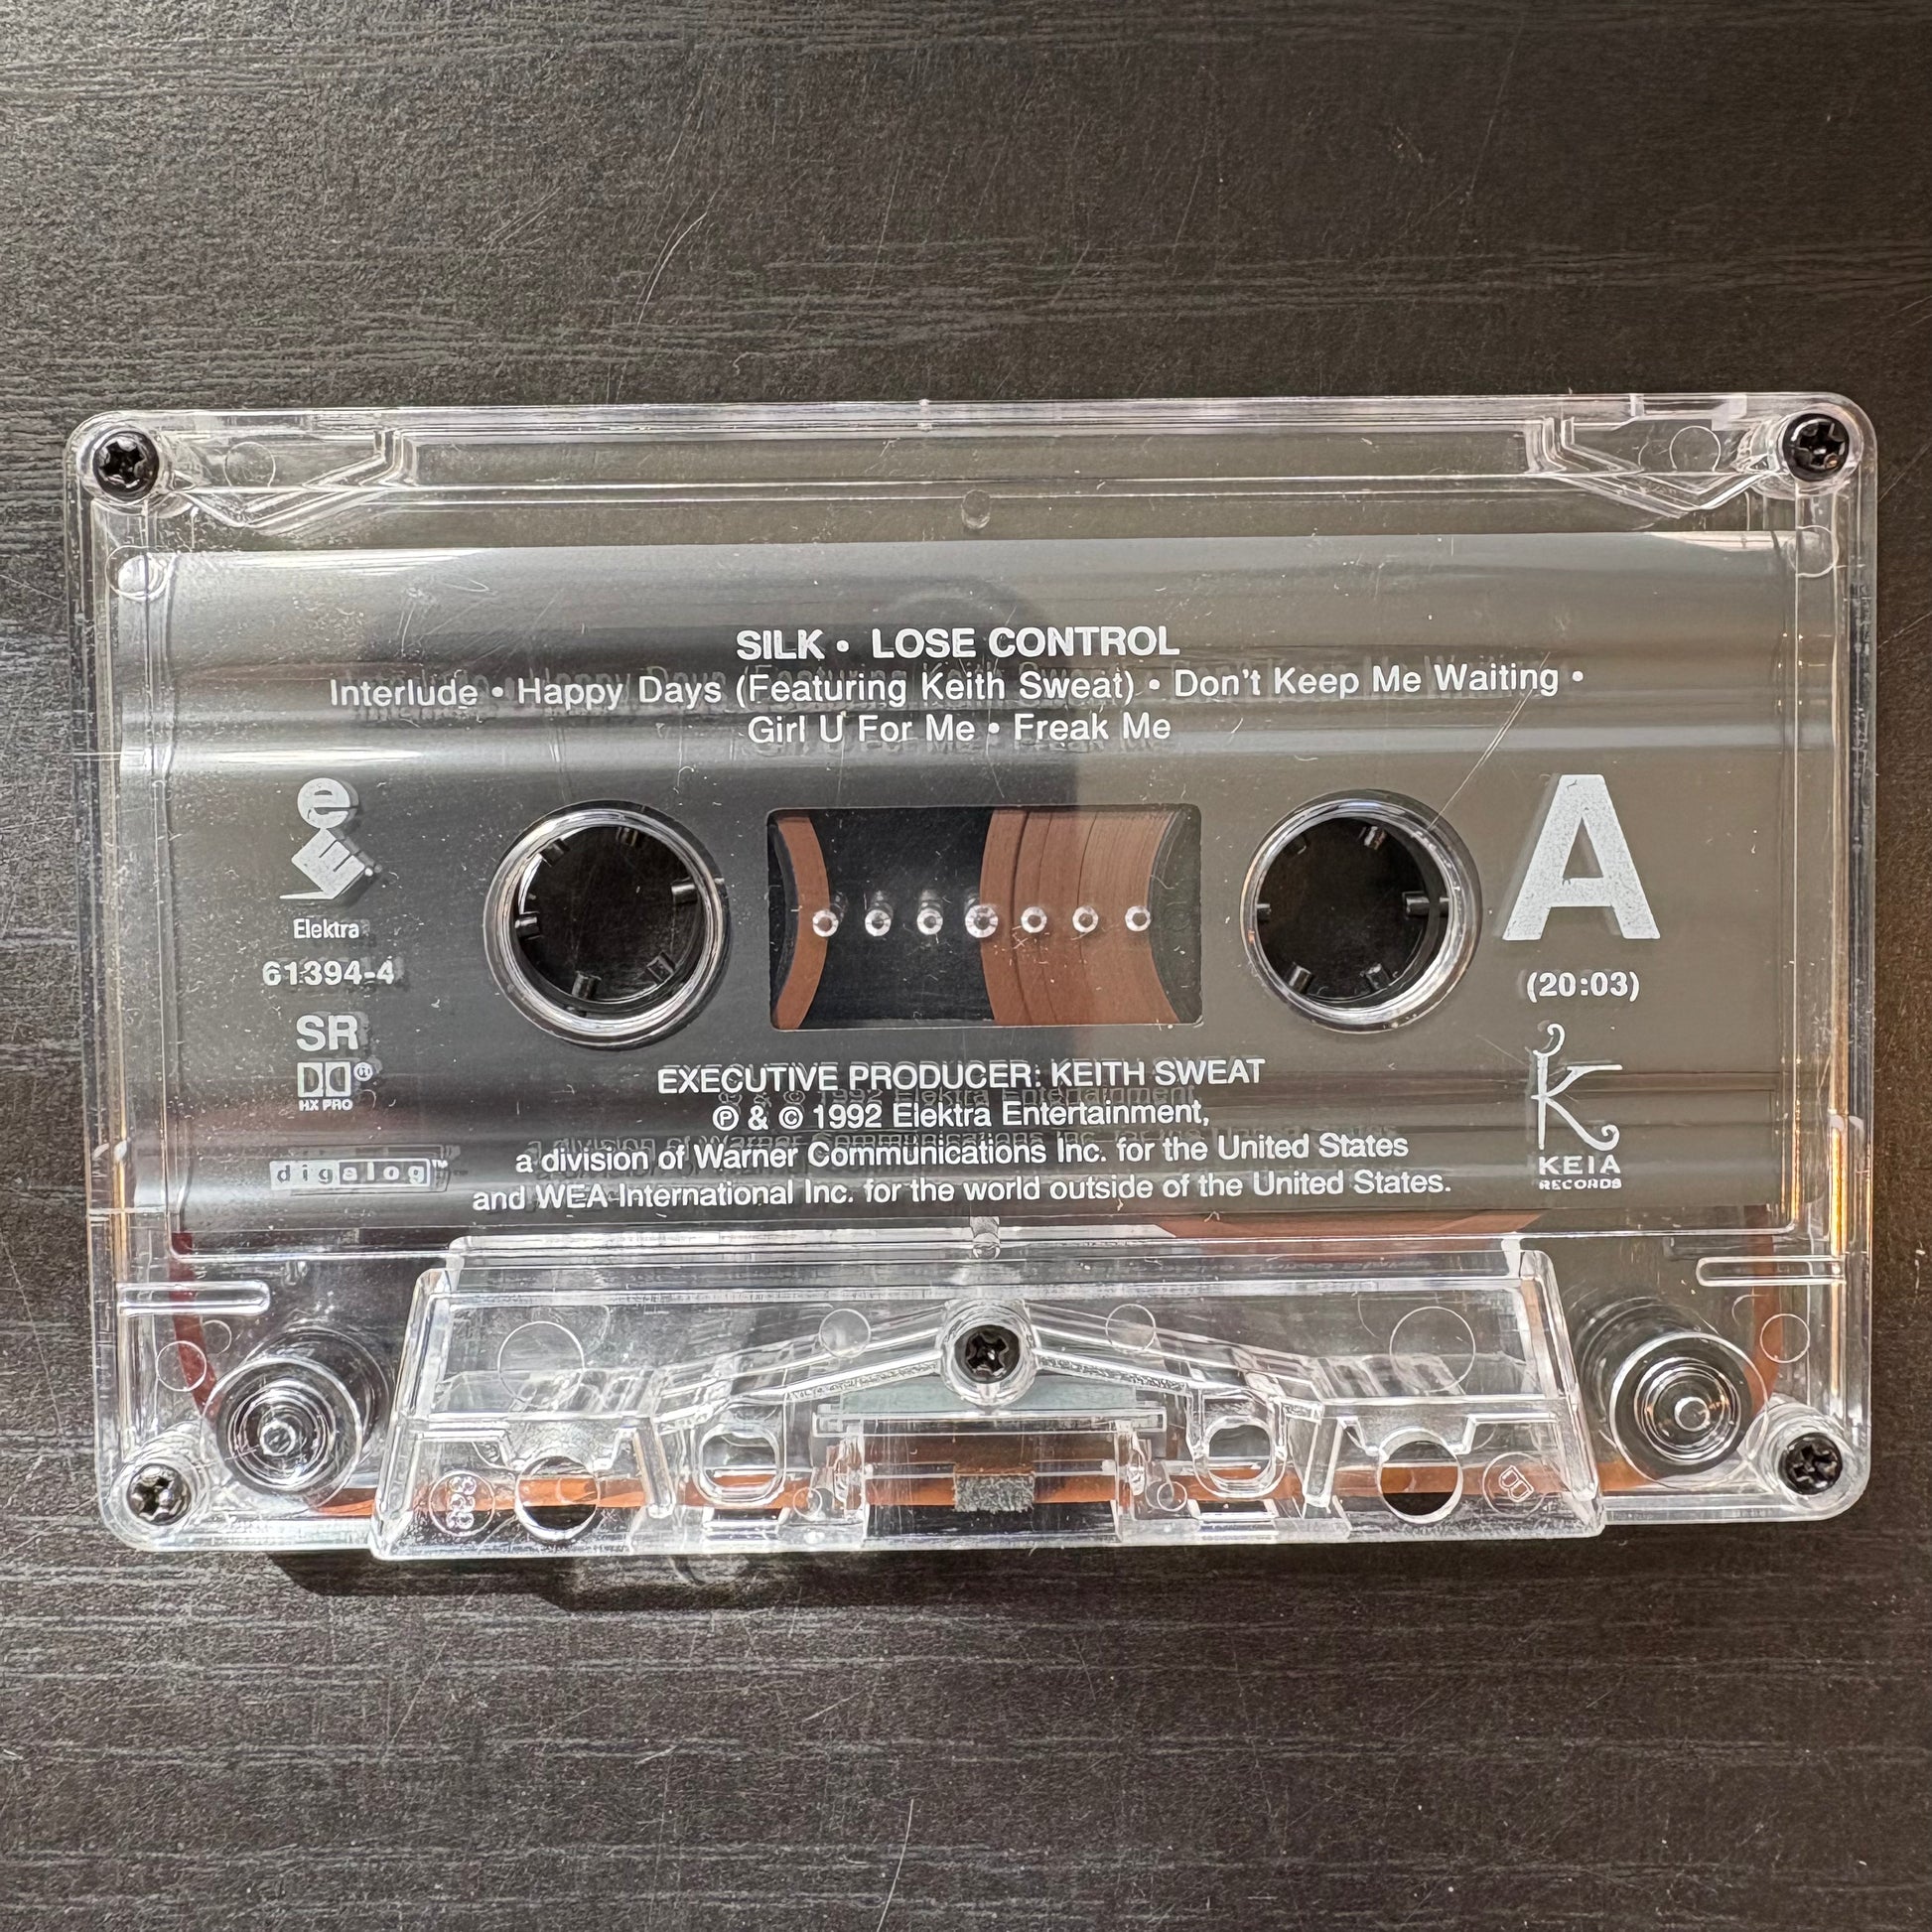 SILK • LOSE CONTROL
Interlude • Happy Days (Featuring Keith Sweat) • Don't Keep Me Waiting •
Girl U For Me • Freak Me
e
E
Elektra
61394-4
SR
®
HX PRO
digalog™
A
(20:03)
K
KEIA
RECORDS
EXECUTIVE PRODUCER: KEITH SWEAT
℗ & © 1992 Elektra Entertainment,
a division of Warner Communications Inc. for the United States
and WEA International Inc. for the world outside of the United States.
B